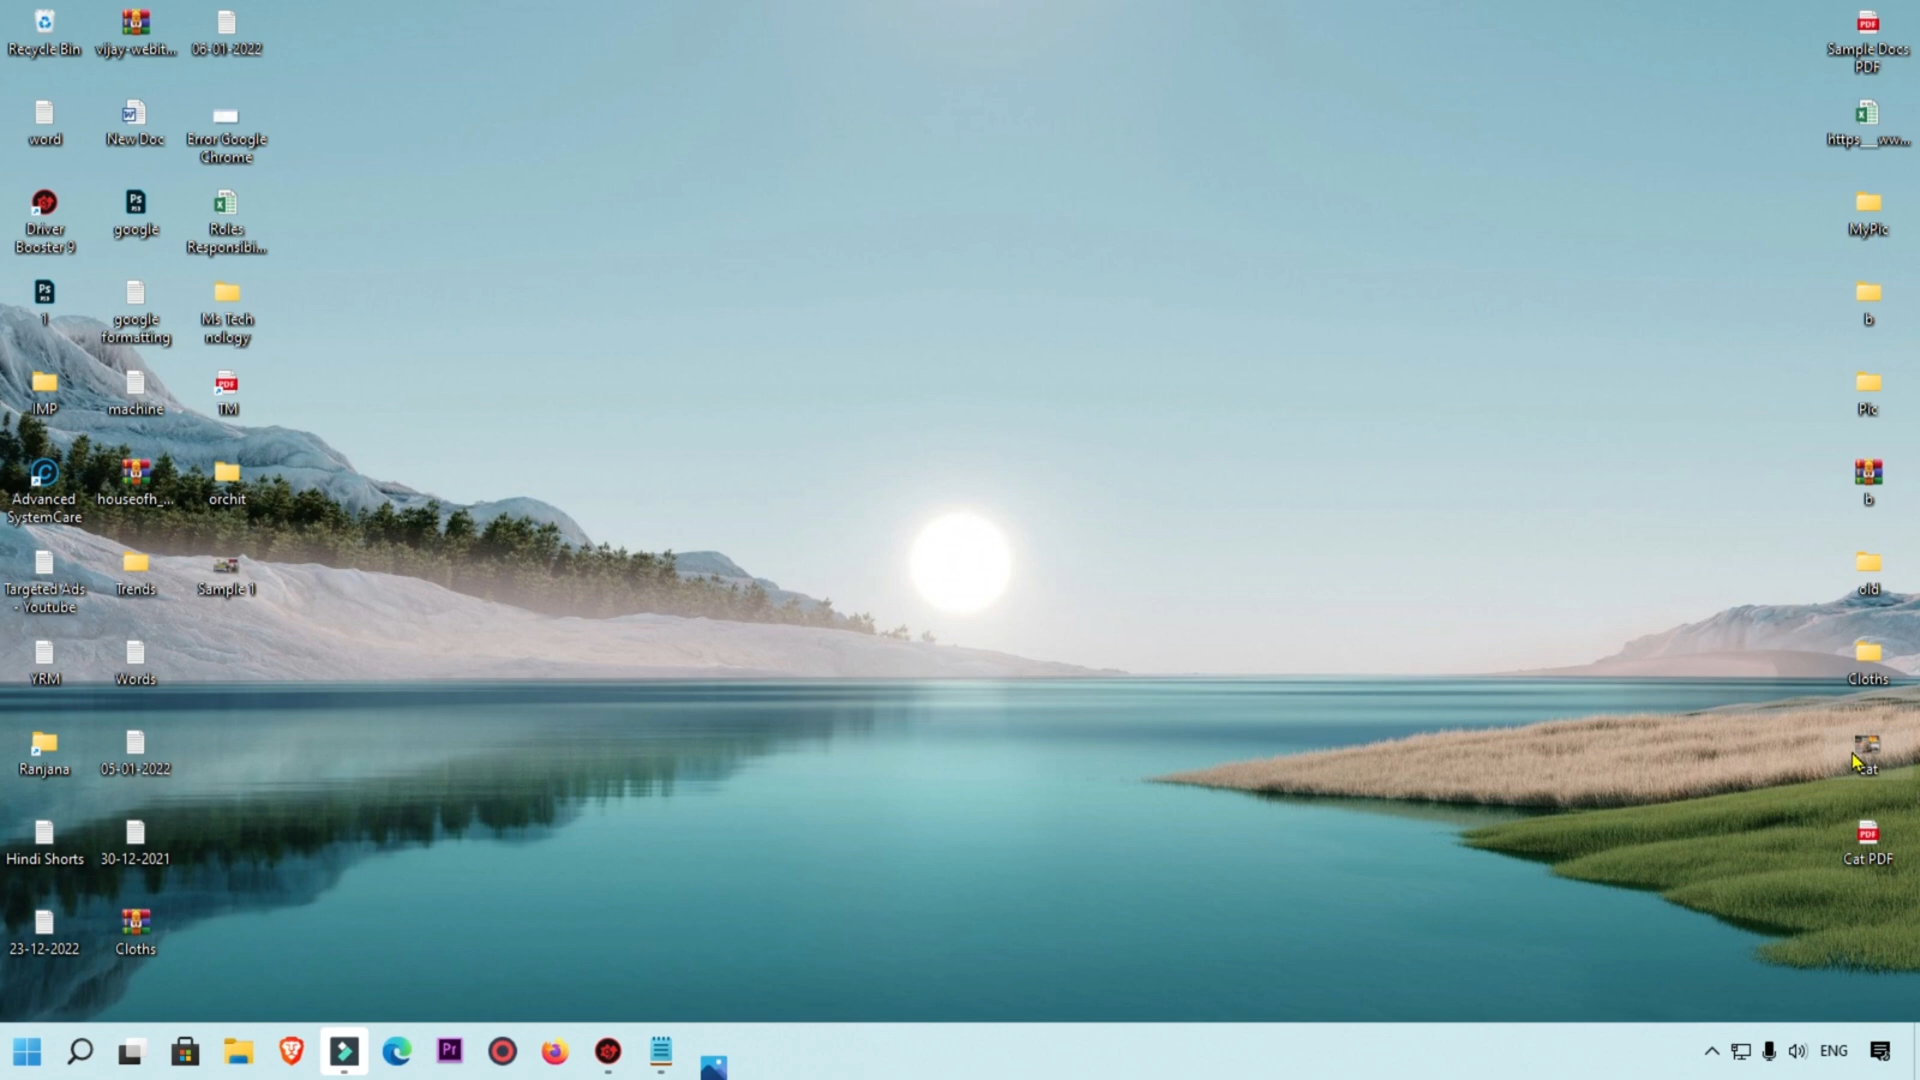 Recycle Bin
vijay-webit...
06-01-2022
word
New Doc
Error Google
Chrome
Driver
Booster 9
google
Roles
Responsibi...
1
google
formatting
Ms Tech
nology
IMP
machine
TM
Advanced
SystemCare
houseofh_...
orchit
Targeted Ads
- Youtube
Trends
Sample 1
YRM
Words
Ranjana
05-01-2022
Hindi Shorts
30-12-2021
23-12-2022
Cloths
Sample Docs
PDF
https__ww...
MyPic
b
Pic
b
old
Cloths
cat
Cat PDF
Pr
ENG